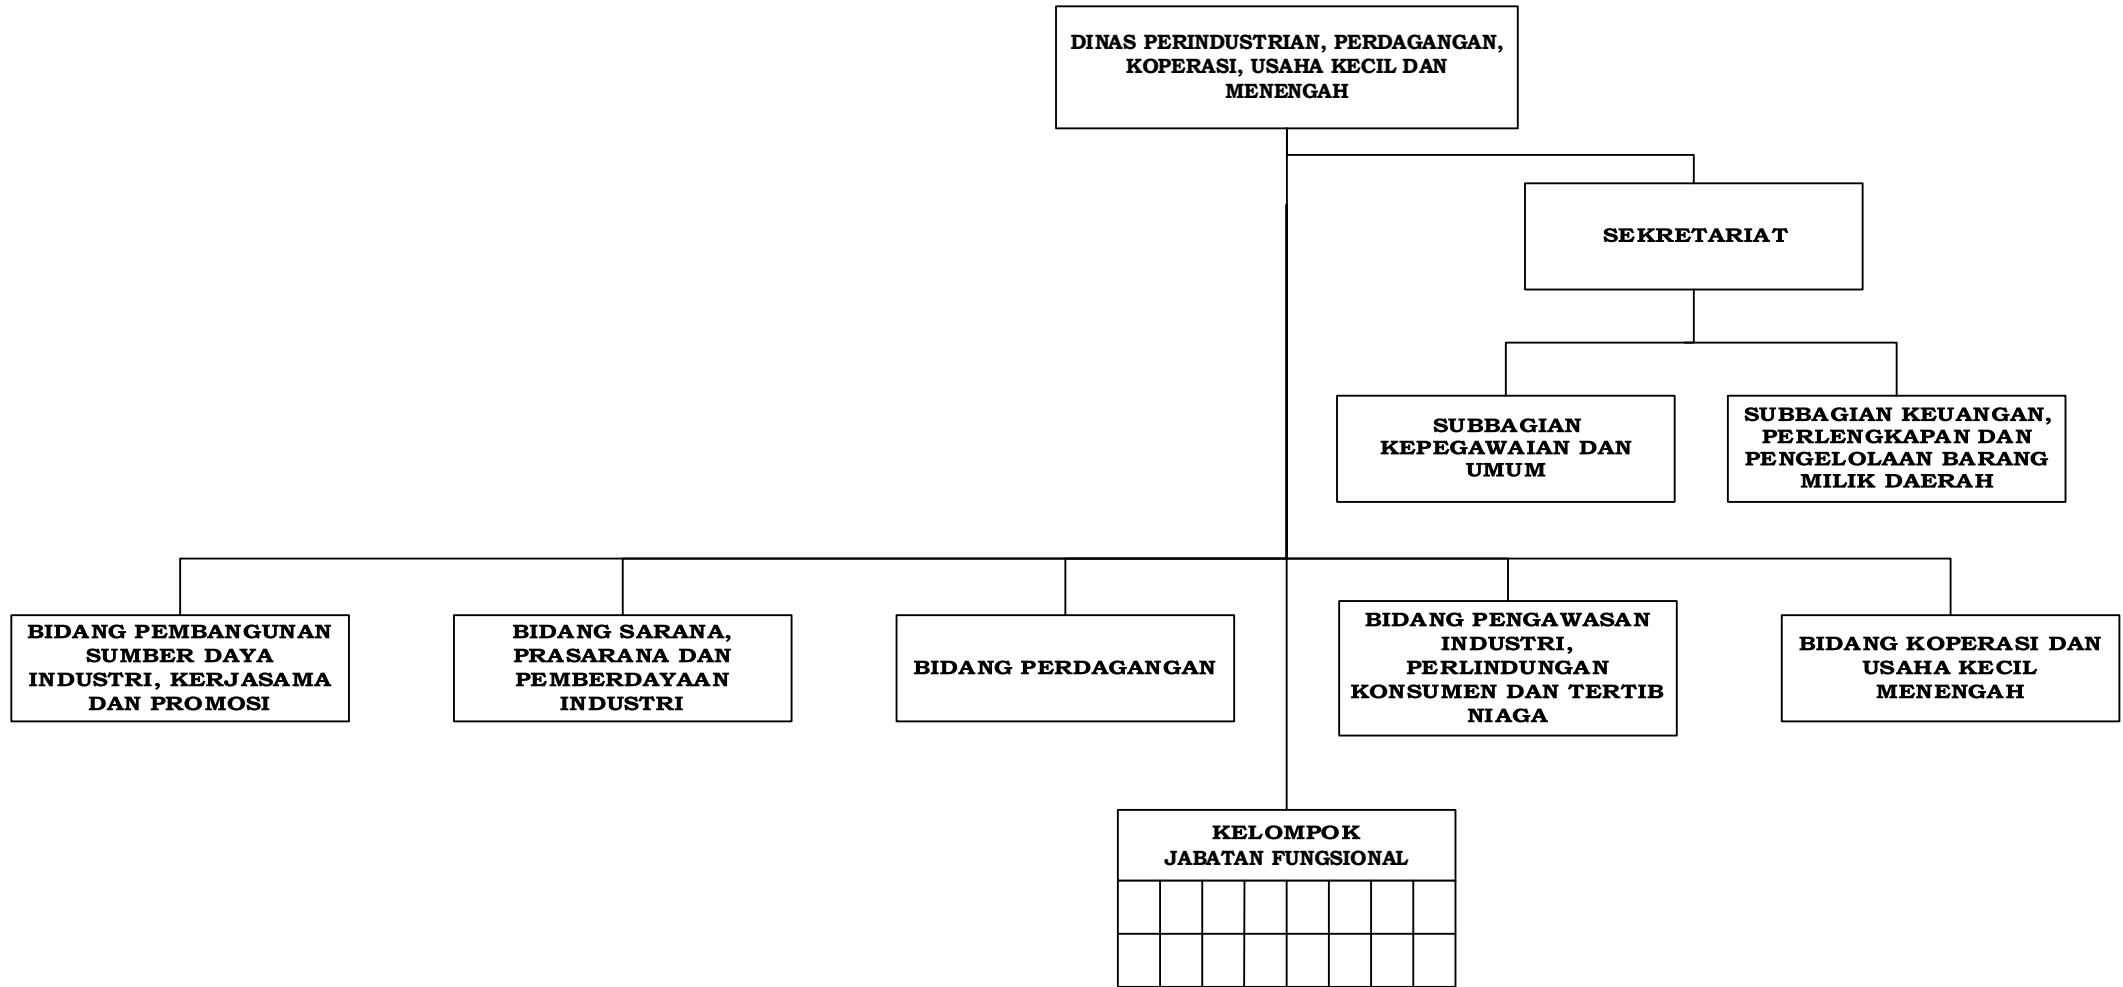 DINAS PERINDUSTRIAN, PERDAGANGAN,
KOPERASI, USAHA KECIL DAN
MENENGAH
SEKRETARIAT
SUBBAGIAN
KEPEGAWAIAN DAN
UMUM
SUBBAGIAN KEUANGAN,
PERLENGKAPAN DAN
PENGELOLAAN BARANG
MILIK DAERAH
BIDANG PEMBANGUNAN
SUMBER DAYA
INDUSTRI, KERJASAMA
DAN PROMOSI
BIDANG SARANA,
PRASARANA DAN
PEMBERDAYAAN
INDUSTRI
BIDANG PERDAGANGAN
BIDANG PENGAWASAN
INDUSTRI,
PERLINDUNGAN
KONSUMEN DAN TERTIB
NIAGA
BIDANG KOPERASI DAN
USAHA KECIL
MENENGAH
KELOMPOK
JABATAN FUNGSIONAL